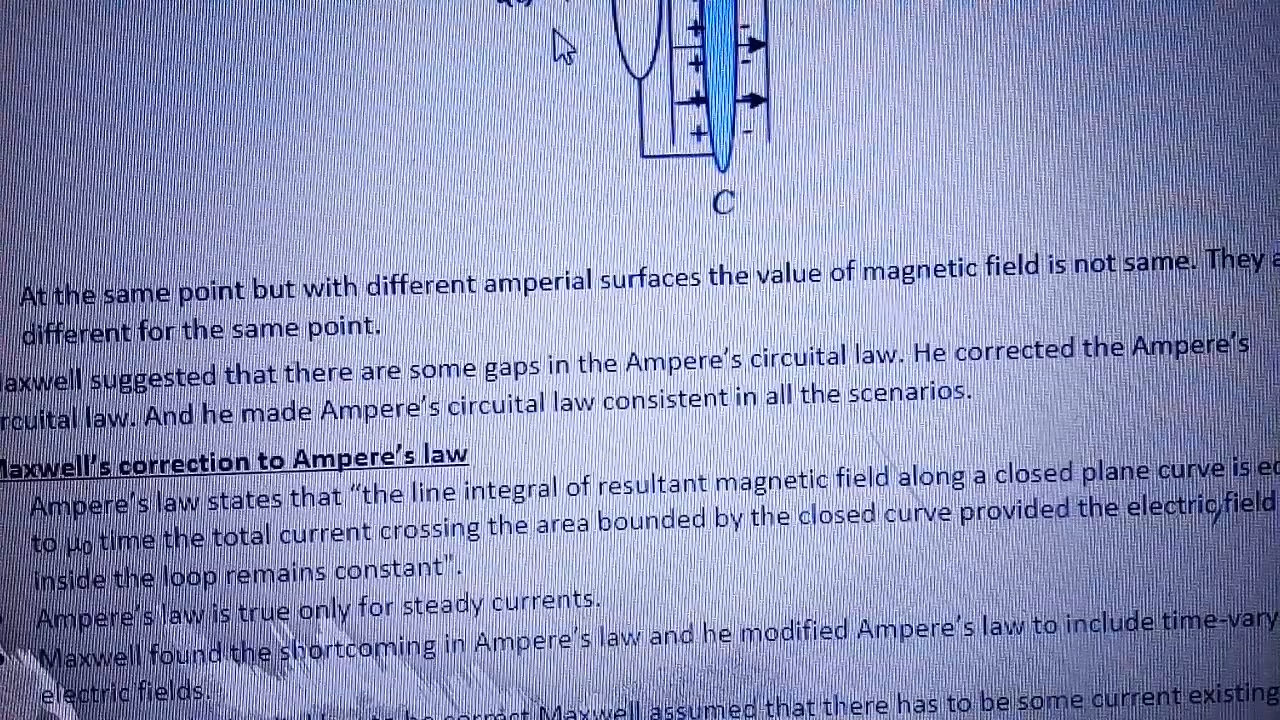 + -
+ -
+
+ -
C
At the same point but with different amperial surfaces the value of magnetic field is not same. They a
different for the same point.
axwell suggested that there are some gaps in the Ampere's circuital law. He corrected the Ampere's
rcuital law. And he made Ampere's circuital law consistent in all the scenarios.
Maxwell's correction to Ampere's law
Ampere's law states that "the line integral of resultant magnetic field along a closed plane curve is eq
to μ0 time the total current crossing the area bounded by the closed curve provided the electric field
inside the loop remains constant".
Ampere's law is true only for steady currents.
Maxwell found the shortcoming in Ampere's law and he modified Ampere's law to include time-vary
electric fields.
to be correct Maxwell assumed that there has to be some current existing